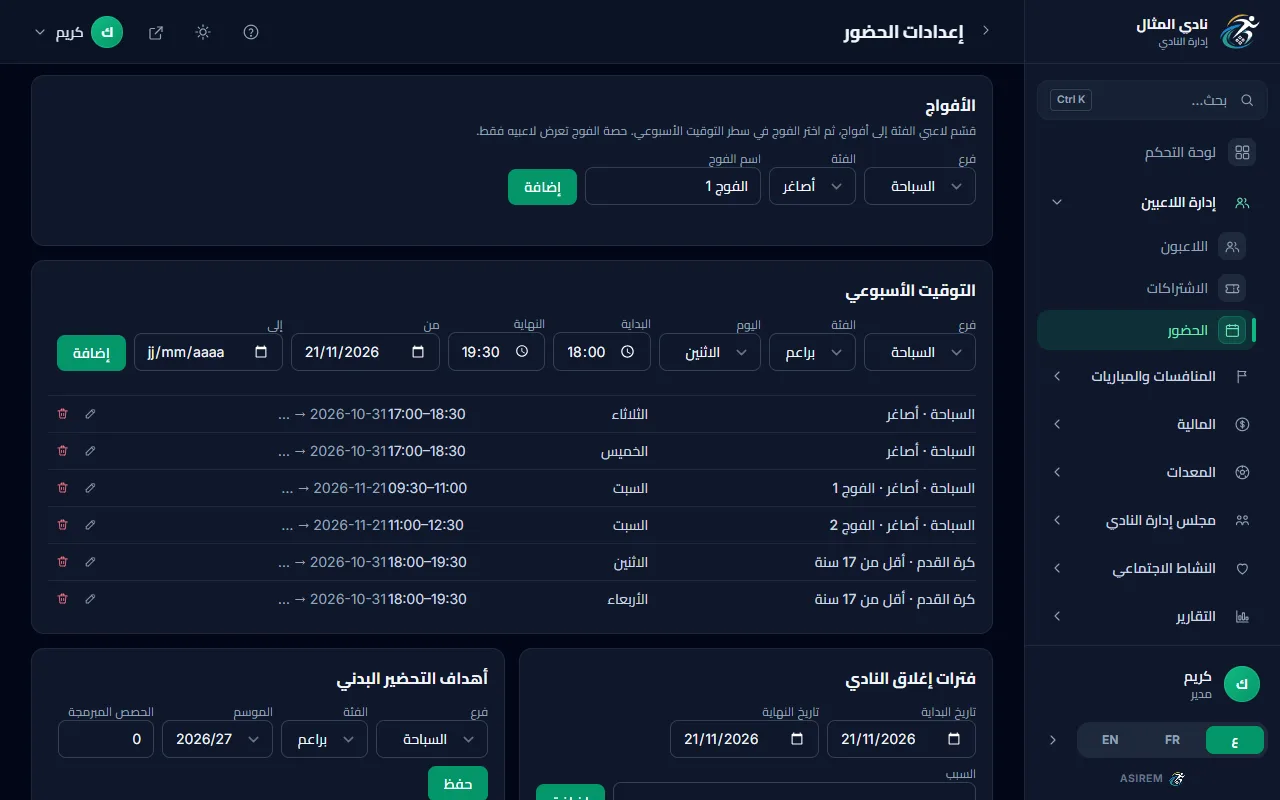 نادي المثال
إدارة النادي
بحث...
Ctrl K
لوحة التحكم
إدارة اللاعبين
اللاعبون
الاشتراكات
الحضور
المنافسات والمباريات
المالية
المعدات
مجلس إدارة النادي
النشاط الاجتماعي
التقارير
ك
كريم
مدير
ع
FR
EN
ASIREM
إعدادات الحضور
ك
كريم
الأفواج
قسّم لاعبي الفئة إلى أفواج، ثم اختر الفوج في سطر التوقيت الأسبوعي. حصة الفوج تعرض لاعبيه فقط.
فرع الفئة اسم الفوج
السباحة أصاغر الفوج 1 إضافة
التوقيت الأسبوعي
فرع الفئة اليوم البداية النهاية من إلى
السباحة براعم الاثنين 18:00 19:30 21/11/2026 jj/mm/aaaa إضافة
السباحة · أصاغر الثلاثاء 17:00–18:30 2026-10-31 → ...
السباحة · أصاغر الخميس 17:00–18:30 2026-10-31 → ...
السباحة · أصاغر · الفوج 1 السبت 09:30–11:00 2026-11-21 → ...
السباحة · أصاغر · الفوج 2 السبت 11:00–12:30 2026-11-21 → ...
كرة القدم · أقل من 17 سنة الاثنين 18:00–19:30 2026-10-31 → ...
كرة القدم · أقل من 17 سنة الأربعاء 18:00–19:30 2026-10-31 → ...
فترات إغلاق النادي
تاريخ البداية تاريخ النهاية
21/11/2026 21/11/2026
السبب
أهداف التحضير البدني
فرع الفئة الموسم الحصص المبرمجة
السباحة براعم 2026/27 0
حفظ